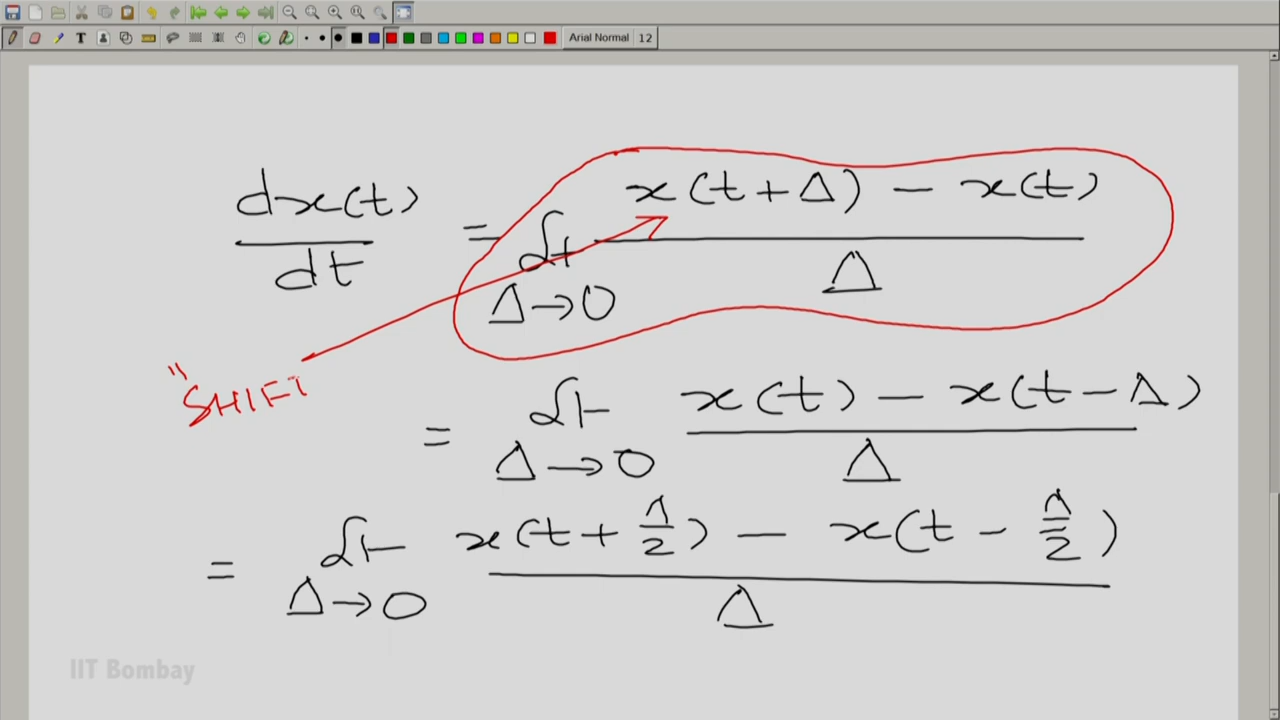 Arial Normal 12
dx(t)/dt = Lt Δ→0 (x(t+Δ) − x(t))/Δ
"SHIFT
= Lt Δ→0 (x(t) − x(t−Δ))/Δ
= Lt Δ→0 (x(t+Δ/2) − x(t−Δ/2))/Δ
IIT Bombay